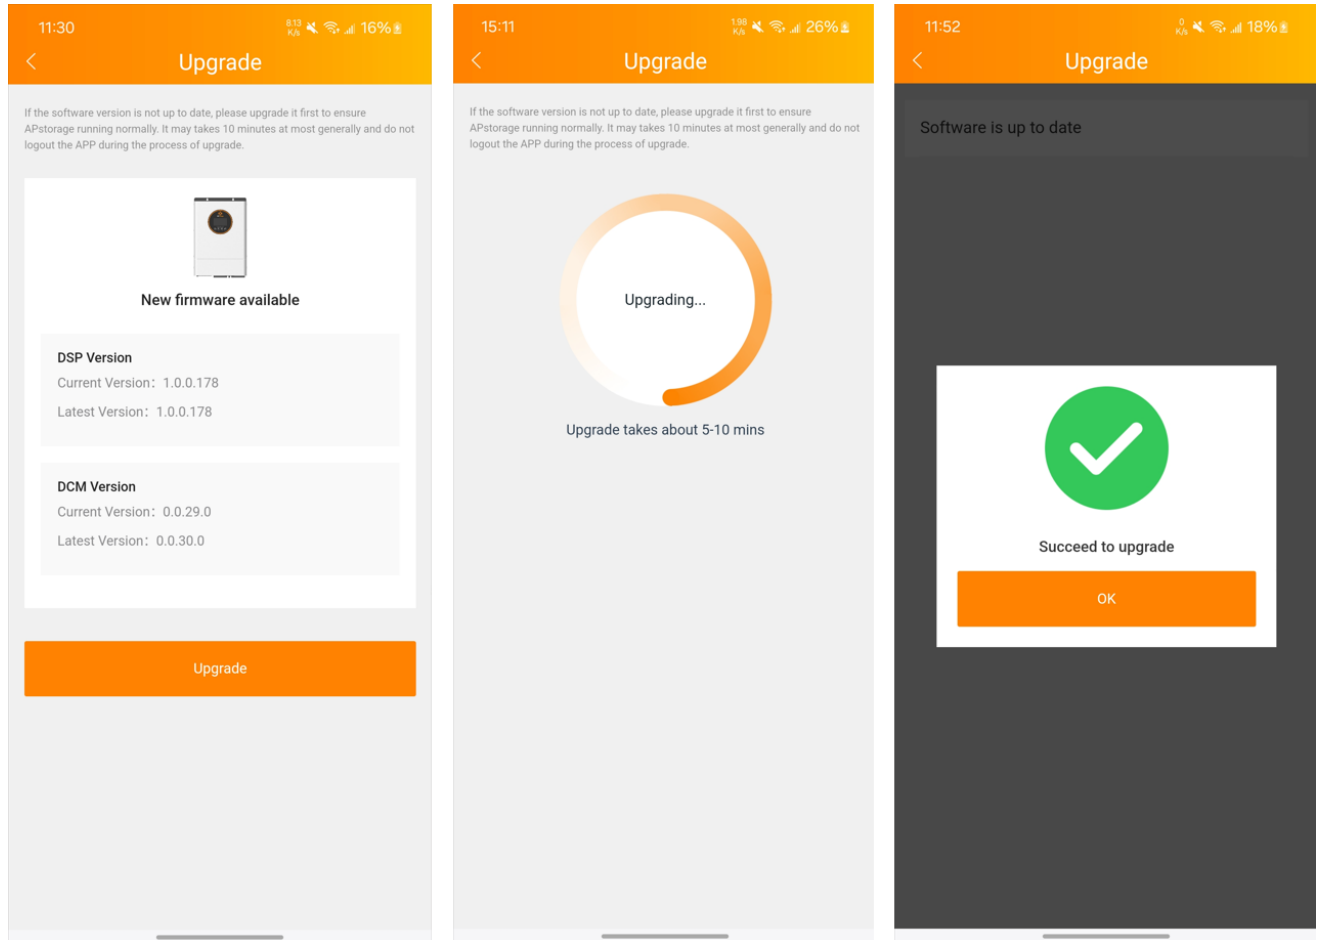 11:30
8.13
K/s
16%
Upgrade
If the software version is not up to date, please upgrade it first to ensure
APstorage running normally. It may takes 10 minutes at most generally and do not
logout the APP during the process of upgrade.
New firmware available
DSP Version
Current Version: 1.0.0.178
Latest Version: 1.0.0.178
DCM Version
Current Version: 0.0.29.0
Latest Version: 0.0.30.0
Upgrade
15:11
1.98
K/s
26%
Upgrade
If the software version is not up to date, please upgrade it first to ensure
APstorage running normally. It may takes 10 minutes at most generally and do not
logout the APP during the process of upgrade.
Upgrading...
Upgrade takes about 5-10 mins
11:52
0
K/s
18%
Upgrade
Software is up to date
Succeed to upgrade
OK